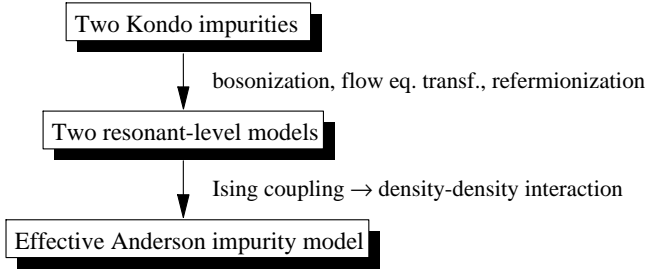 Two Kondo impurities
bosonization, flow eq. transf., refermionization
Two resonant-level models
Ising coupling → density-density interaction
Effective Anderson impurity model